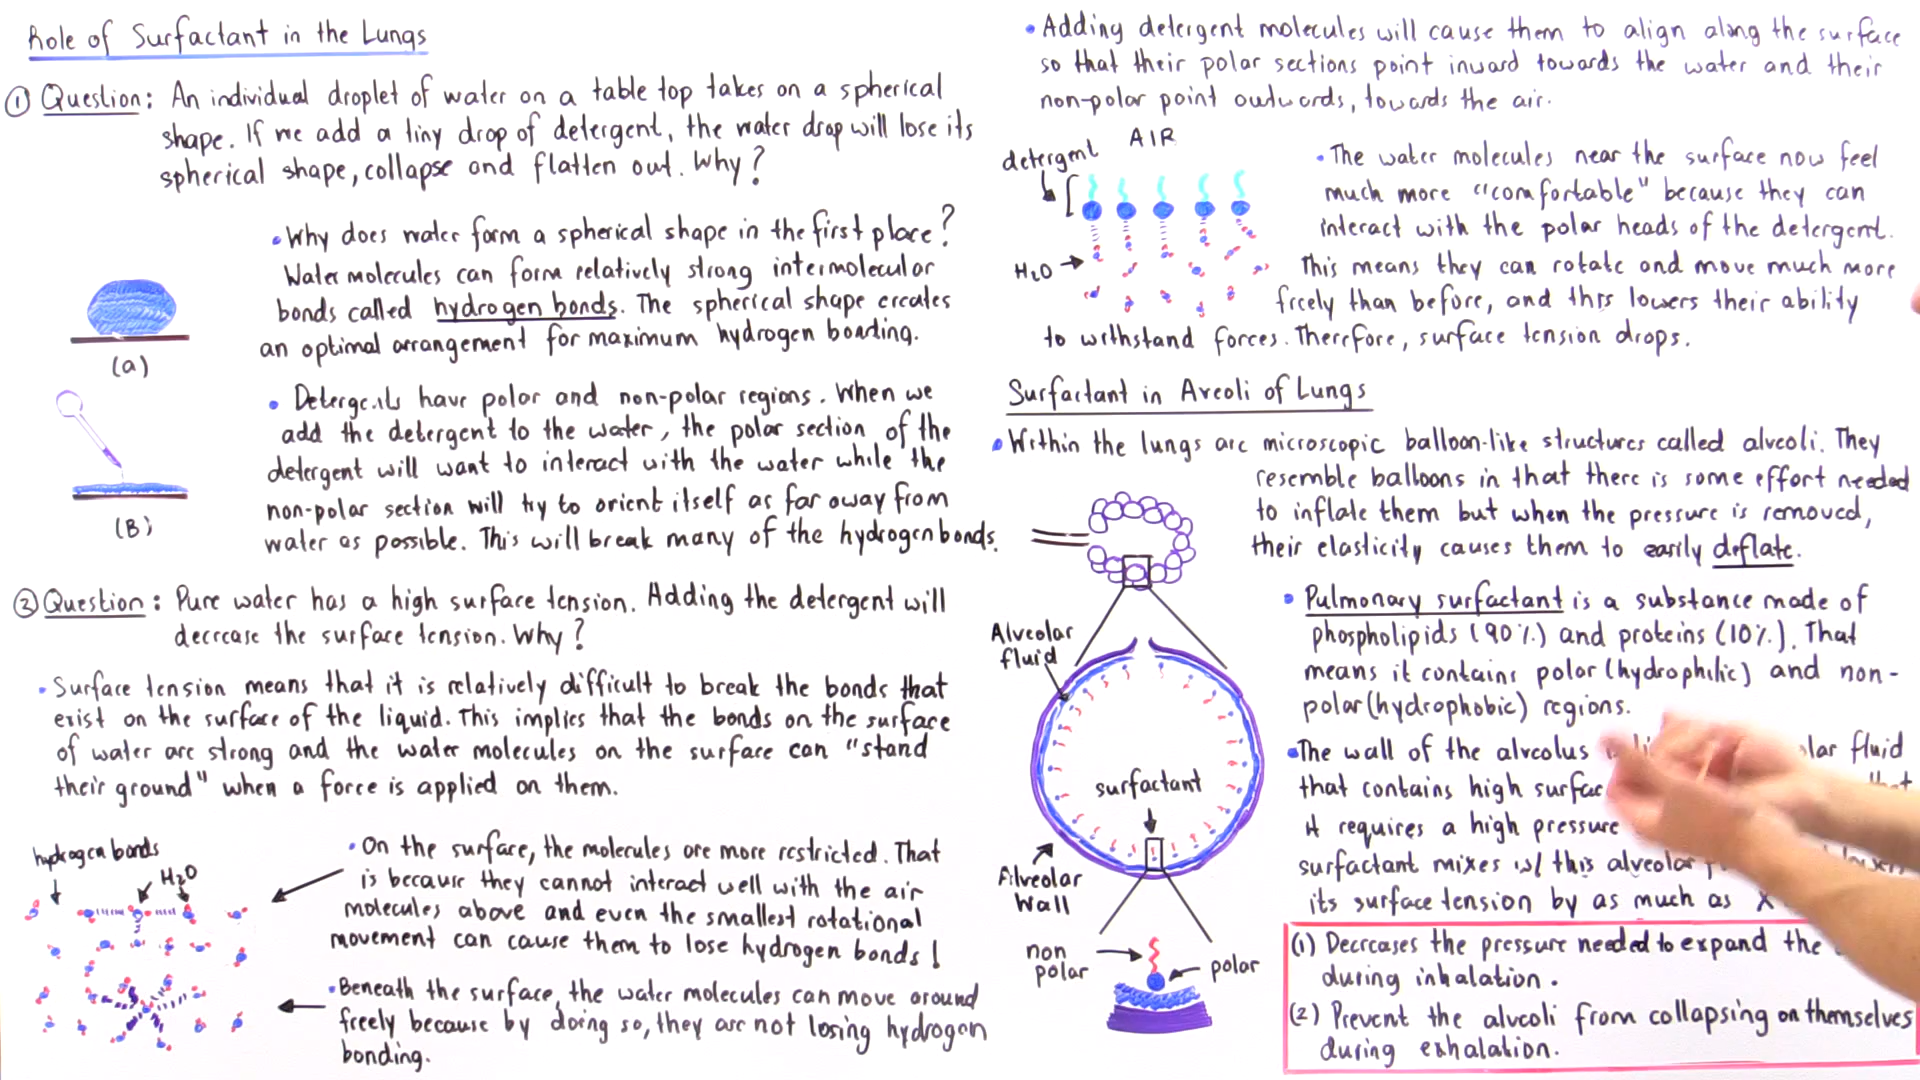 Role of Surfactant in the Lungs
① Question: An individual droplet of water on a table top takes on a spherical
shape. If we add a tiny drop of detergent, the water drop will lose its
spherical shape, collapse and flatten out. Why?
• Why does water form a spherical shape in the first place?
Water molecules can form relatively strong intermolecular
bonds called hydrogen bonds. The spherical shape creates
an optimal arrangement for maximum hydrogen bonding.
(a)
• Detergents have polar and non-polar regions. When we
add the detergent to the water, the polar section of the
detergent will want to interact with the water while the
non-polar section will try to orient itself as far away from
water as possible. This will break many of the hydrogen bonds.
(B)
② Question: Pure water has a high surface tension. Adding the detergent will
decrease the surface tension. Why?
• Surface tension means that it is relatively difficult to break the bonds that
exist on the surface of the liquid. This implies that the bonds on the surface
of water are strong and the water molecules on the surface can "stand
their ground" when a force is applied on them.
hydrogen bonds
H₂O
• On the surface, the molecules are more restricted. That
is because they cannot interact well with the air
molecules above and even the smallest rotational
movement can cause them to lose hydrogen bonds!
• Beneath the surface, the water molecules can move around
freely because by doing so, they are not losing hydrogen
bonding.
• Adding detergent molecules will cause them to align along the surface
so that their polar sections point inward towards the water and their
non-polar point outwords, towards the air.
detergent
AIR
H₂O
• The water molecules near the surface now feel
much more "comfortable" because they can
interact with the polar heads of the detergent.
This means they can rotate and move much more
freely than before, and this lowers their ability
to withstand forces. Therefore, surface tension drops.
Surfactant in Aveoli of Lungs
• Within the lungs are microscopic balloon-like structures called alveoli. They
resemble balloons in that there is some effort needed
to inflate them but when the pressure is removed,
their elasticity causes them to easily deflate.
• Pulmonary surfactant is a substance made of
phospholipids (90%) and proteins (10%). That
means it contains polar (hydrophilic) and non-
polar (hydrophobic) regions.
• The wall of the alveolus fluid
that contains high
it requires a high pressure
surfactant mixes w/ this alveolar
its surface tension by as much as
(1) Decreases the pressure needed to expand the
during inhalation.
(2) Prevent the alveoli from collapsing on themselves
during exhalation.
Alveolar
fluid
surfactant
Alveolar
Wall
non
polar
polar